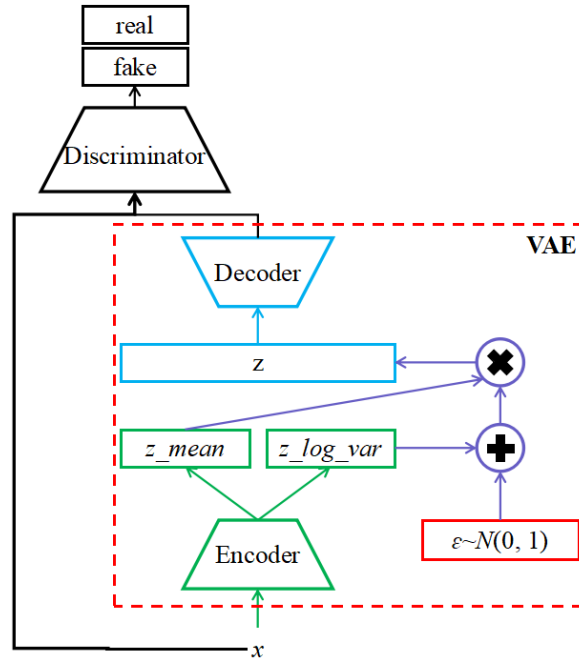 real
fake
Discriminator
VAE
Decoder
z
z_mean
z_log_var
ε~N(0, 1)
Encoder
x